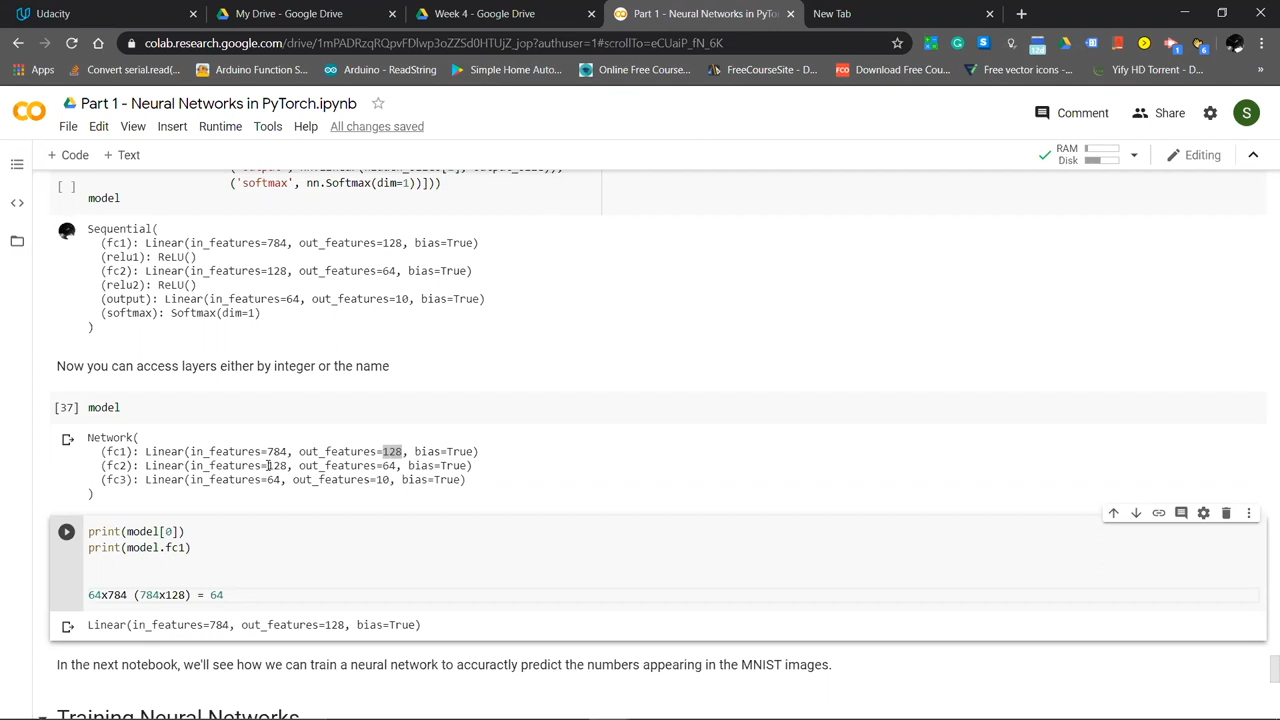 Udacity
My Drive - Google Drive
Week 4 - Google Drive
Part 1 - Neural Networks in PyTo
New Tab
colab.research.google.com/drive/1mPADRzqRQpvFDlwp3oZZSd0HTUjZ_jop?authuser=1#scrollTo=eCUaiP_fN_6K
Apps
Convert serial.read(...
Arduino Function S...
Arduino - ReadString
Simple Home Auto...
Online Free Course...
FreeCourseSite - D...
Download Free Cou...
Free vector icons -...
Yify HD Torrent - D...
Part 1 - Neural Networks in PyTorch.ipynb
Comment
Share
S
File Edit View Insert Runtime Tools Help All changes saved
+ Code + Text
RAM
Disk
Editing
('softmax', nn.Softmax(dim=1))]))
[ ]
model
Sequential(
(fc1): Linear(in_features=784, out_features=128, bias=True)
(relu1): ReLU()
(fc2): Linear(in_features=128, out_features=64, bias=True)
(relu2): ReLU()
(output): Linear(in_features=64, out_features=10, bias=True)
(softmax): Softmax(dim=1)
)
Now you can access layers either by integer or the name
[37] model
Network(
(fc1): Linear(in_features=784, out_features=128, bias=True)
(fc2): Linear(in_features=128, out_features=64, bias=True)
(fc3): Linear(in_features=64, out_features=10, bias=True)
)
print(model[0])
print(model.fc1)
64x784 (784x128) = 64
Linear(in_features=784, out_features=128, bias=True)
In the next notebook, we'll see how we can train a neural network to accuractly predict the numbers appearing in the MNIST images.
Training Neural Networks